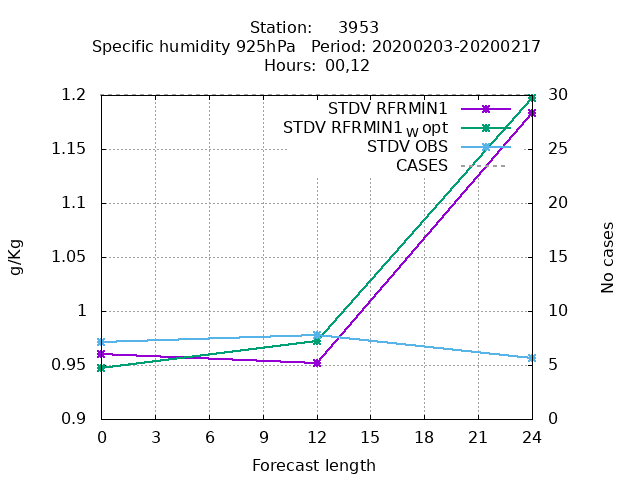 Station:     3953
Specific humidity 925hPa   Period: 20200203-20200217
Hours: 00,12
STDV RFRMIN1
STDV RFRMIN1 w opt
STDV OBS
CASES
1.2
1.15
1.1
1.05
1
0.95
0.9
30
25
20
15
10
5
0
g/Kg
No cases
0 3 6 9 12 15 18 21 24
Forecast length